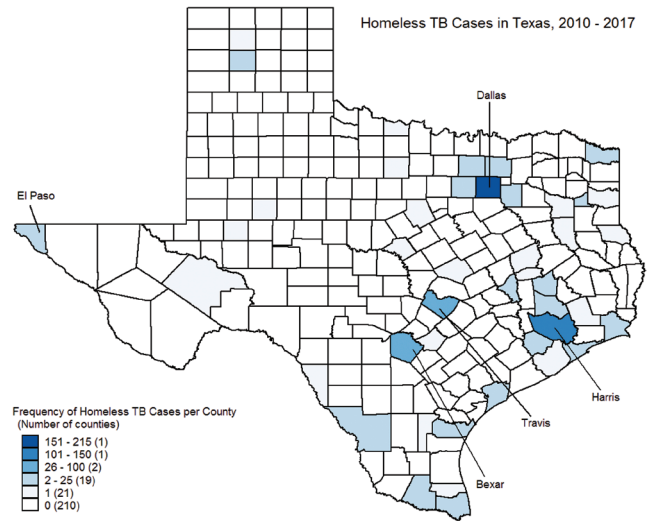 Homeless TB Cases in Texas, 2010 - 2017
Dallas
El Paso
Harris
Travis
Bexar
Frequency of Homeless TB Cases per County
(Number of counties)
151 - 215 (1)
101 - 150 (1)
26 - 100 (2)
2 - 25 (19)
1 (21)
0 (210)